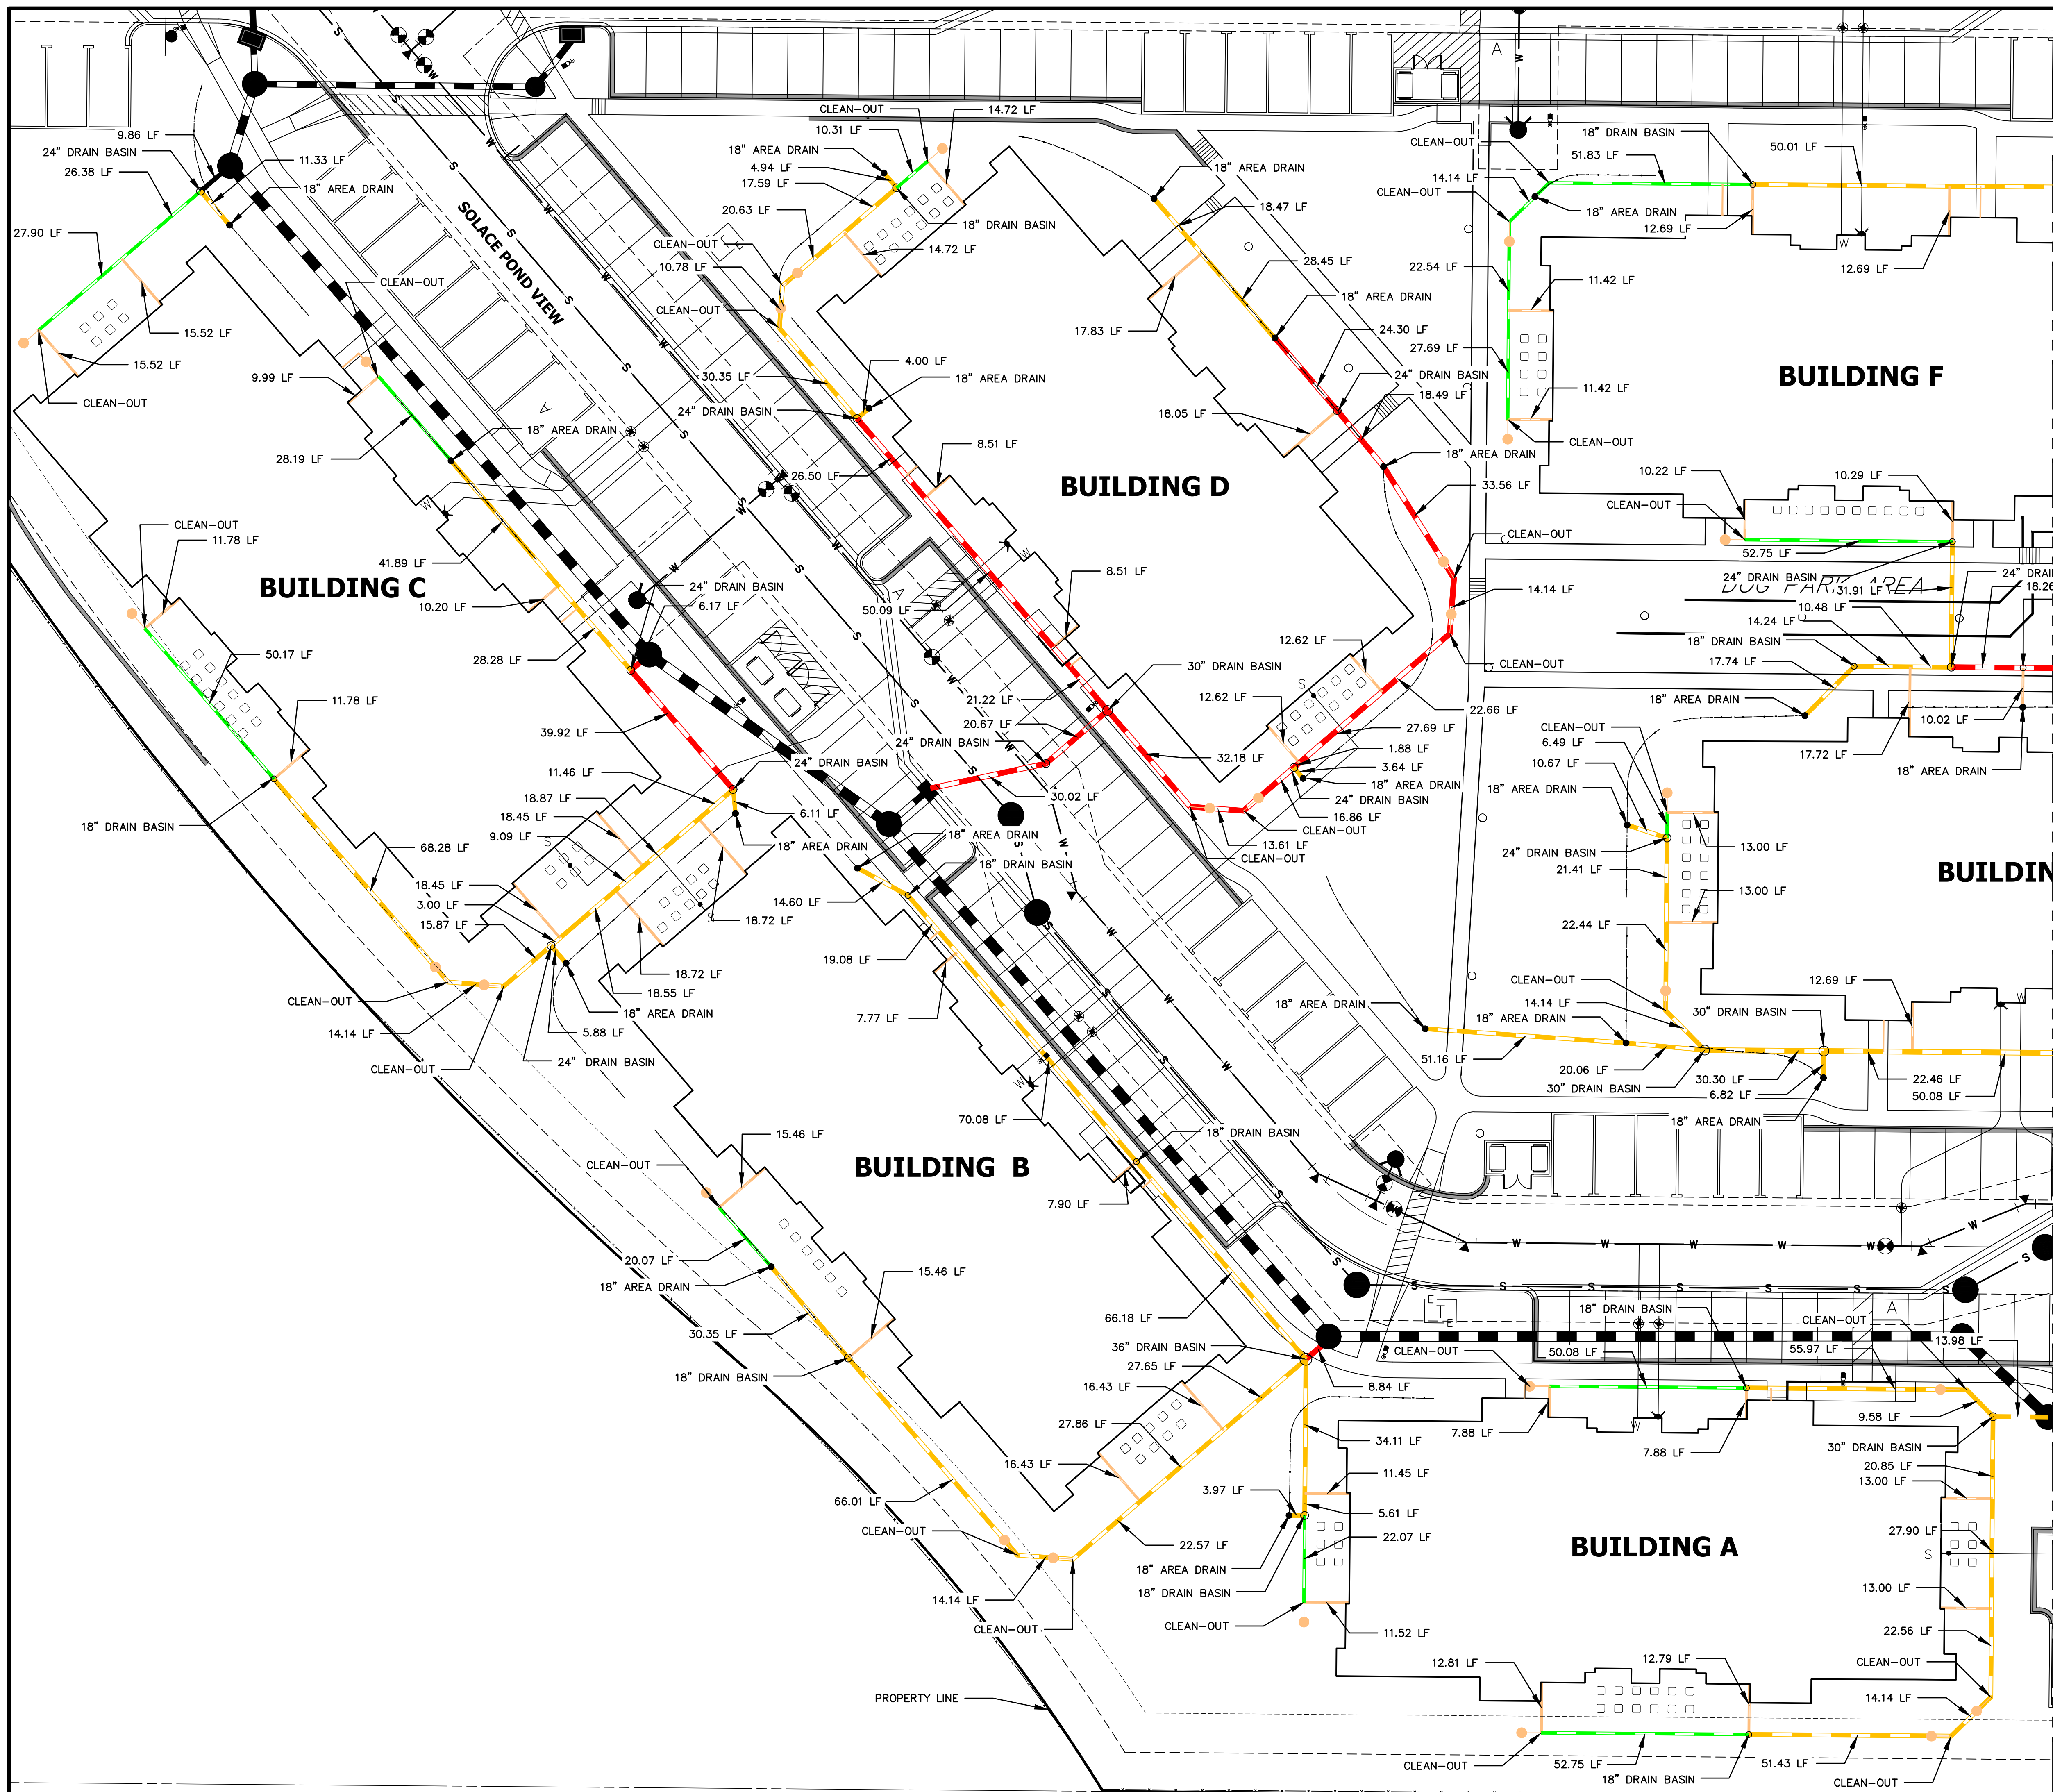 CLEAN-OUT
14.72 LF
10.31 LF
18" AREA DRAIN
4.94 LF
17.59 LF
20.63 LF
CLEAN-OUT
10.78 LF
CLEAN-OUT
18" DRAIN BASIN
14.72 LF
9.86 LF
24" DRAIN BASIN
26.38 LF
11.33 LF
18" AREA DRAIN
27.90 LF
15.52 LF
15.52 LF
CLEAN-OUT
9.99 LF
CLEAN-OUT
SOLACE POND VIEW
18" AREA DRAIN
28.19 LF
30.35 LF
4.00 LF
18" AREA DRAIN
24" DRAIN BASIN
26.50 LF
8.51 LF
BUILDING D
18" AREA DRAIN
18.47 LF
28.45 LF
18" AREA DRAIN
17.83 LF
24.30 LF
24" DRAIN BASIN
18.49 LF
18.05 LF
18" AREA DRAIN
33.56 LF
CLEAN-OUT
14.14 LF
CLEAN-OUT
A
W
18" DRAIN BASIN
CLEAN-OUT
51.83 LF
50.01 LF
14.14 LF
CLEAN-OUT
18" AREA DRAIN
12.69 LF
W
12.69 LF
22.54 LF
11.42 LF
27.69 LF
11.42 LF
CLEAN-OUT
BUILDING F
10.22 LF
10.29 LF
CLEAN-OUT
52.75 LF
24" DRAIN BASIN
DOG PARK AREA
31.91 LF
24" DRAI
18.26
10.48 LF
14.24 LF
18" DRAIN BASIN
17.74 LF
18" AREA DRAIN
10.02 LF
17.72 LF
18" AREA DRAIN
CLEAN-OUT
6.49 LF
10.67 LF
18" AREA DRAIN
24" DRAIN BASIN
21.41 LF
13.00 LF
13.00 LF
BUILDIN
22.44 LF
CLEAN-OUT
14.14 LF
12.69 LF
W
30" DRAIN BASIN
18" AREA DRAIN
18" AREA DRAIN
51.16 LF
20.06 LF
30" DRAIN BASIN
30.30 LF
6.82 LF
22.46 LF
50.08 LF
18" AREA DRAIN
CLEAN-OUT
11.78 LF
BUILDING C
41.89 LF
10.20 LF
24" DRAIN BASIN
6.17 LF
28.28 LF
50.17 LF
11.78 LF
39.92 LF
18" DRAIN BASIN
68.28 LF
11.46 LF
24" DRAIN BASIN
18.87 LF
18.45 LF
9.09 LF
6.11 LF
18" AREA DRAIN
18.45 LF
3.00 LF
15.87 LF
18.72 LF
18.72 LF
18.55 LF
18" AREA DRAIN
5.88 LF
24" DRAIN BASIN
CLEAN-OUT
14.14 LF
CLEAN-OUT
50.09 LF
8.51 LF
30" DRAIN BASIN
21.22 LF
20.67 LF
24" DRAIN BASIN
30.02 LF
32.18 LF
12.62 LF
12.62 LF
22.66 LF
27.69 LF
1.88 LF
3.64 LF
18" AREA DRAIN
24" DRAIN BASIN
16.86 LF
CLEAN-OUT
13.61 LF
CLEAN-OUT
18" AREA DRAIN
18" DRAIN BASIN
14.60 LF
19.08 LF
7.77 LF
70.08 LF
18" DRAIN BASIN
7.90 LF
BUILDING B
CLEAN-OUT
15.46 LF
20.07 LF
18" AREA DRAIN
15.46 LF
30.35 LF
18" DRAIN BASIN
66.18 LF
36" DRAIN BASIN
27.65 LF
16.43 LF
27.86 LF
16.43 LF
66.01 LF
CLEAN-OUT
22.57 LF
14.14 LF
CLEAN-OUT
PROPERTY LINE
8.84 LF
34.11 LF
3.97 LF
11.45 LF
5.61 LF
22.07 LF
18" AREA DRAIN
18" DRAIN BASIN
CLEAN-OUT
11.52 LF
E
T
E
18" DRAIN BASIN
A
CLEAN-OUT
CLEAN-OUT
50.08 LF
55.97 LF
13.98 LF
7.88 LF
W
7.88 LF
9.58 LF
30" DRAIN BASIN
20.85 LF
13.00 LF
27.90 LF
S
13.00 LF
22.56 LF
CLEAN-OUT
14.14 LF
BUILDING A
12.81 LF
12.79 LF
CLEAN-OUT
52.75 LF
18" DRAIN BASIN
51.43 LF
CLEAN-OUT